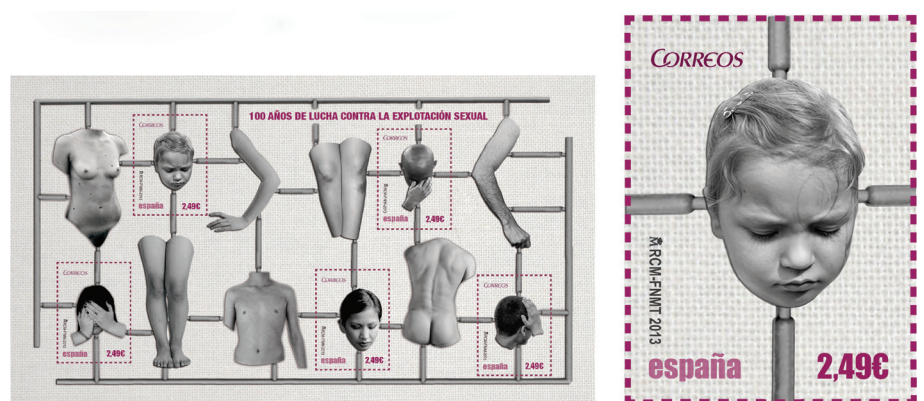 100 AÑOS DE LUCHA CONTRA LA EXPLOTACIÓN SEXUAL
CORREOS
españa 2,49€
CORREOS
españa 2,49€
CORREOS
españa 2,49€
CORREOS
españa 2,49€
CORREOS
españa 2,49€
CORREOS
RCM-FNMT 2013
españa 2,49€